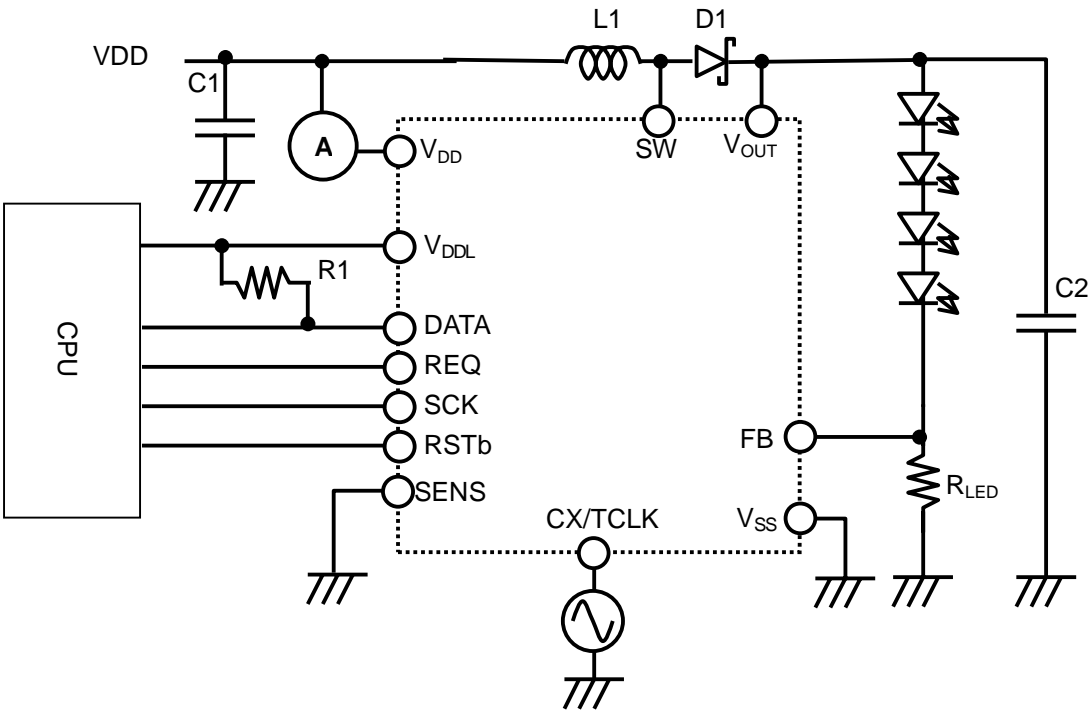 L1
D1
VDD
C1
A
VDD
SW
VOUT
VDDL
R1
C2
CPU
DATA
REQ
SCK
RSTb
FB
SENS
RLED
CX/TCLK
VSS